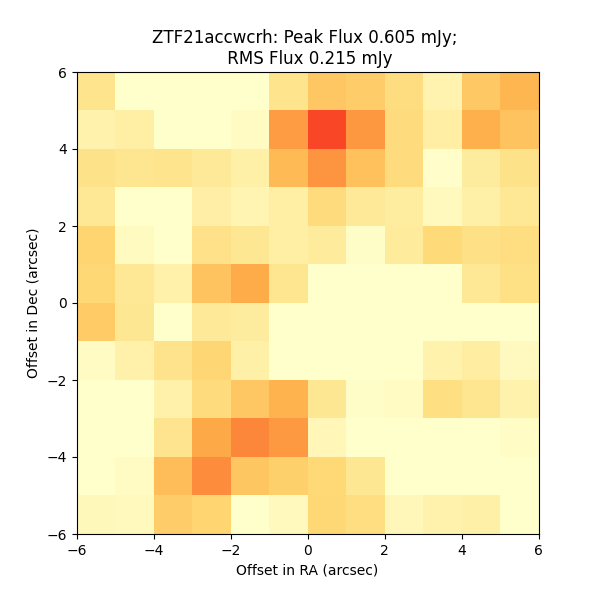 ZTF21accwcrh: Peak Flux 0.605 mJy;
RMS Flux 0.215 mJy
6
4
2
0
−2
−4
−6
Offset in Dec (arcsec)
−6 −4 −2 0 2 4 6
Offset in RA (arcsec)